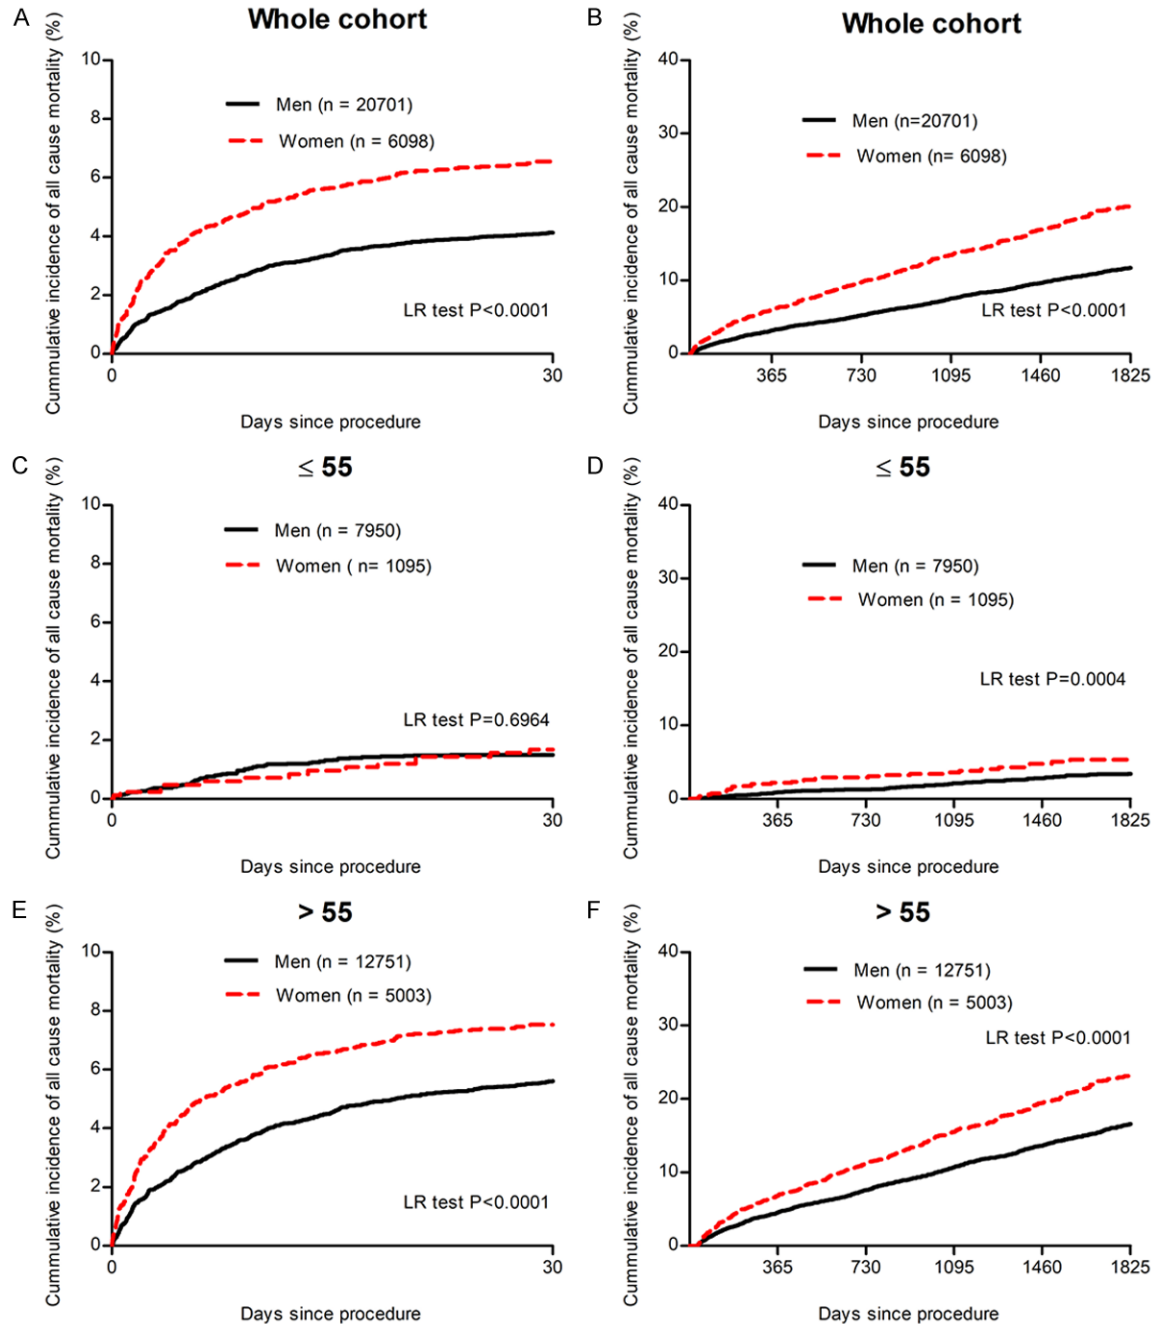 A
Whole cohort
Cummulative incidence of all cause mortality (%)
10
8
6
4
2
0
Men (n = 20701)
Women (n = 6098)
LR test P<0.0001
0
30
Days since procedure
B
Whole cohort
Cummulative incidence of all cause mortality (%)
40
30
20
10
0
Men (n=20701)
Women (n= 6098)
LR test P<0.0001
365
730
1095
1460
1825
Days since procedure
C
≤ 55
Cummulative incidence of all cause mortality (%)
10
8
6
4
2
0
Men (n = 7950)
Women ( n= 1095)
LR test P=0.6964
0
30
Days since procedure
D
≤ 55
Cummulative incidence of all cause mortality (%)
40
30
20
10
0
Men (n = 7950)
Women (n = 1095)
LR test P=0.0004
365
730
1095
1460
1825
Days since procedure
E
> 55
Cummulative incidence of all cause mortality (%)
10
8
6
4
2
0
Men (n = 12751)
Women (n = 5003)
LR test P<0.0001
0
30
Days since procedure
F
> 55
Cummulative incidence of all cause mortality (%)
40
30
20
10
0
Men (n = 12751)
Women (n = 5003)
LR test P<0.0001
365
730
1095
1460
1825
Days since procedure